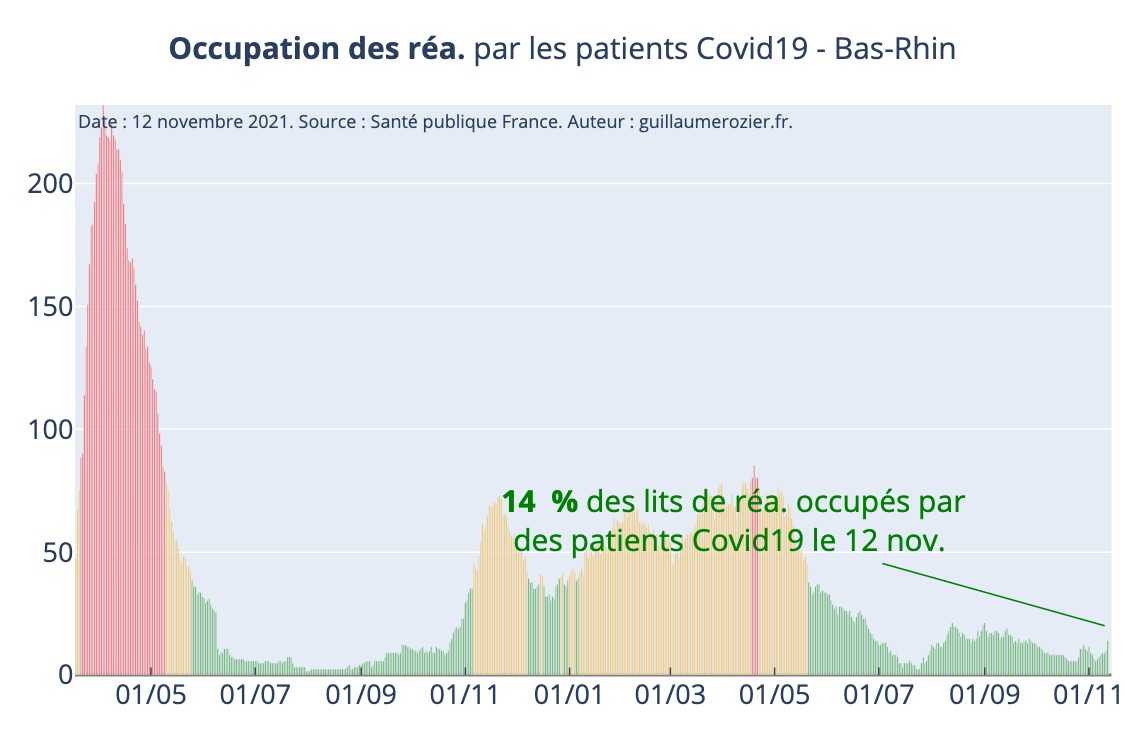 Occupation des réa. par les patients Covid19 - Bas-Rhin
Date : 12 novembre 2021. Source : Santé publique France. Auteur : guillaumerozier.fr.
200
150
100
50
0
14 % des lits de réa. occupés par
des patients Covid19 le 12 nov.
01/05 01/07 01/09 01/11 01/01 01/03 01/05 01/07 01/09 01/11